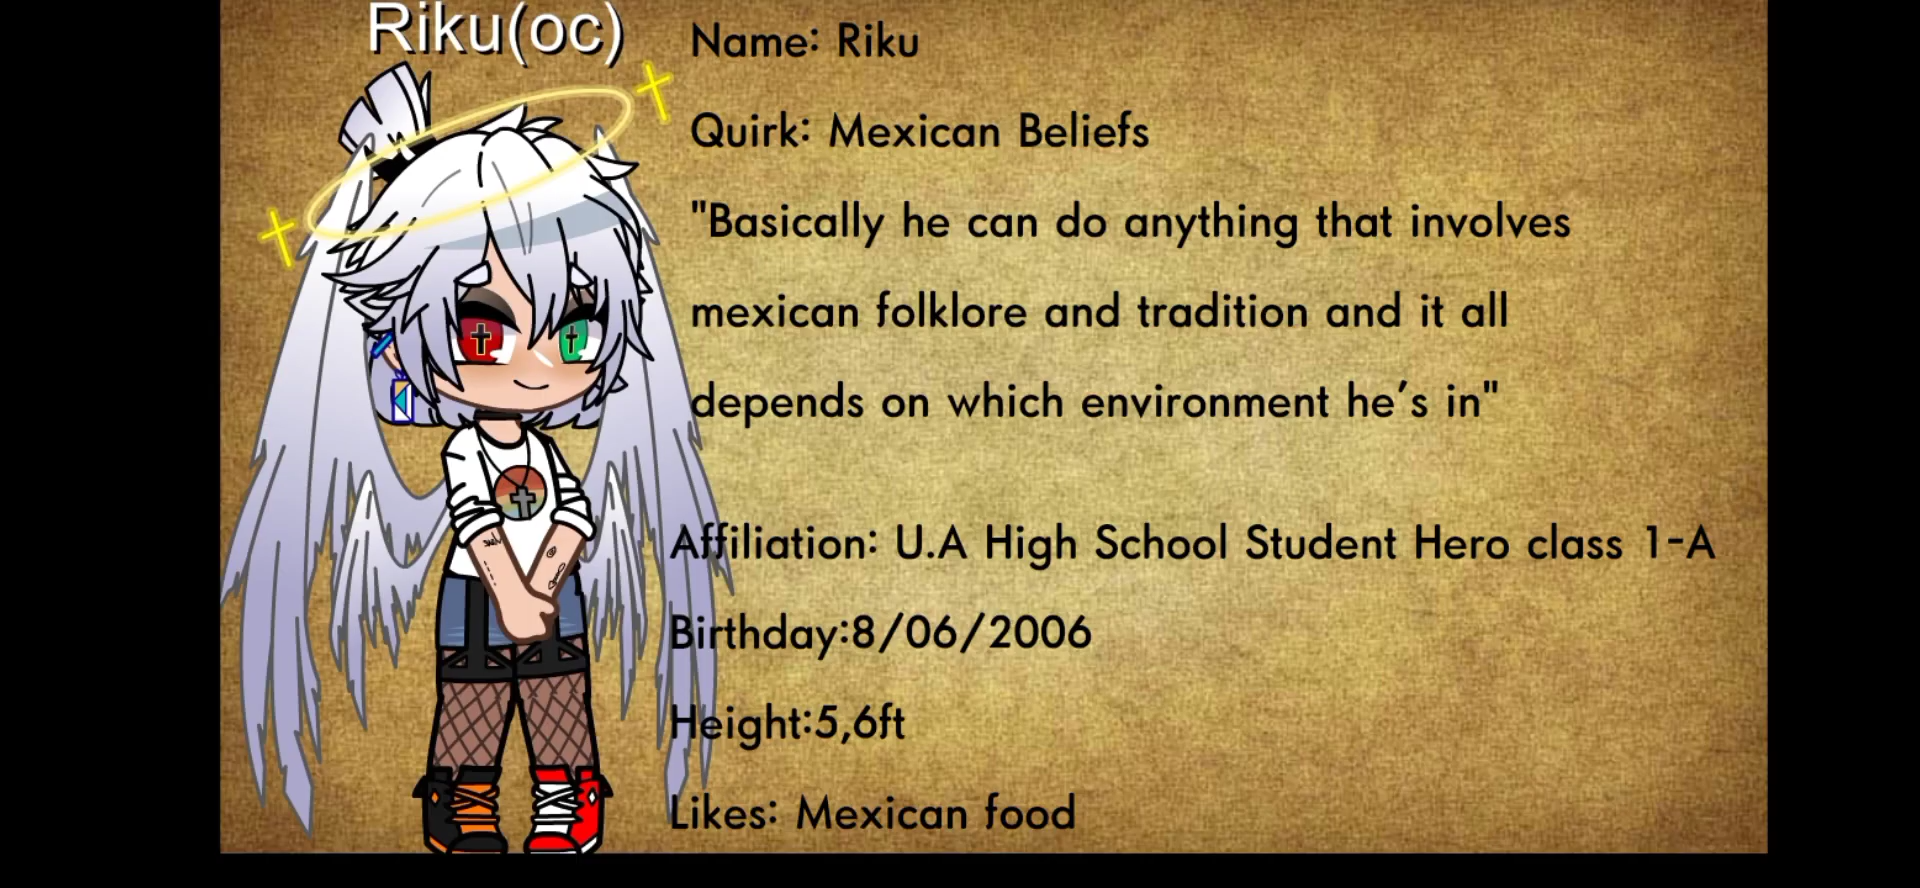 Riku(oc)
Name: Riku
Quirk: Mexican Beliefs
"Basically he can do anything that involves
mexican folklore and tradition and it all
depends on which environment he's in"
Affiliation: U.A High School Student Hero class 1-A
Birthday:8/06/2006
Height:5,6ft
Likes: Mexican food